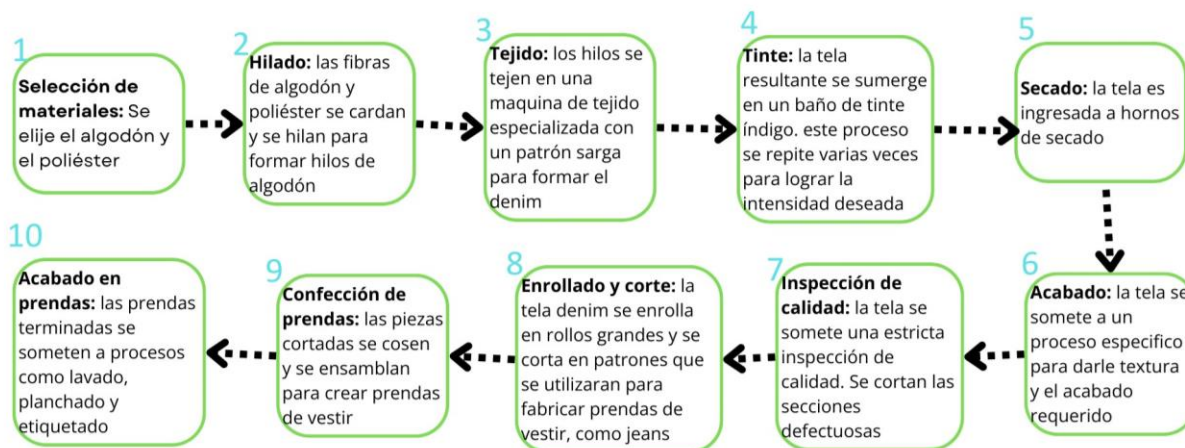 1
Selección de
materiales: Se
elije el algodón y
el poliéster
2
Hilado: las fibras
de algodón y
poliéster se cardan
y se hilan para
formar hilos de
algodón
3
Tejido: los hilos se
tejen en una
maquina de tejido
especializada con
un patrón sarga
para formar el
denim
4
Tinte: la tela
resultante se sumerge
en un baño de tinte
índigo. este proceso
se repite varias veces
para lograr la
intensidad deseada
5
Secado: la tela es
ingresada a hornos
de secado
6
Acabado: la tela se
somete a un
proceso especifico
para darle textura
y el acabado
requerido
7
Inspección de
calidad: la tela se
somete una estricta
inspección de
calidad. Se cortan las
secciones
defectuosas
8
Enrollado y corte: la
tela denim se enrolla
en rollos grandes y se
corta en patrones que
se utilizaran para
fabricar prendas de
vestir, como jeans
9
Confección de
prendas: las piezas
cortadas se cosen
y se ensamblan
para crear prendas
de vestir
10
Acabado en
prendas: las prendas
terminadas se
someten a procesos
como lavado,
planchado y
etiquetado